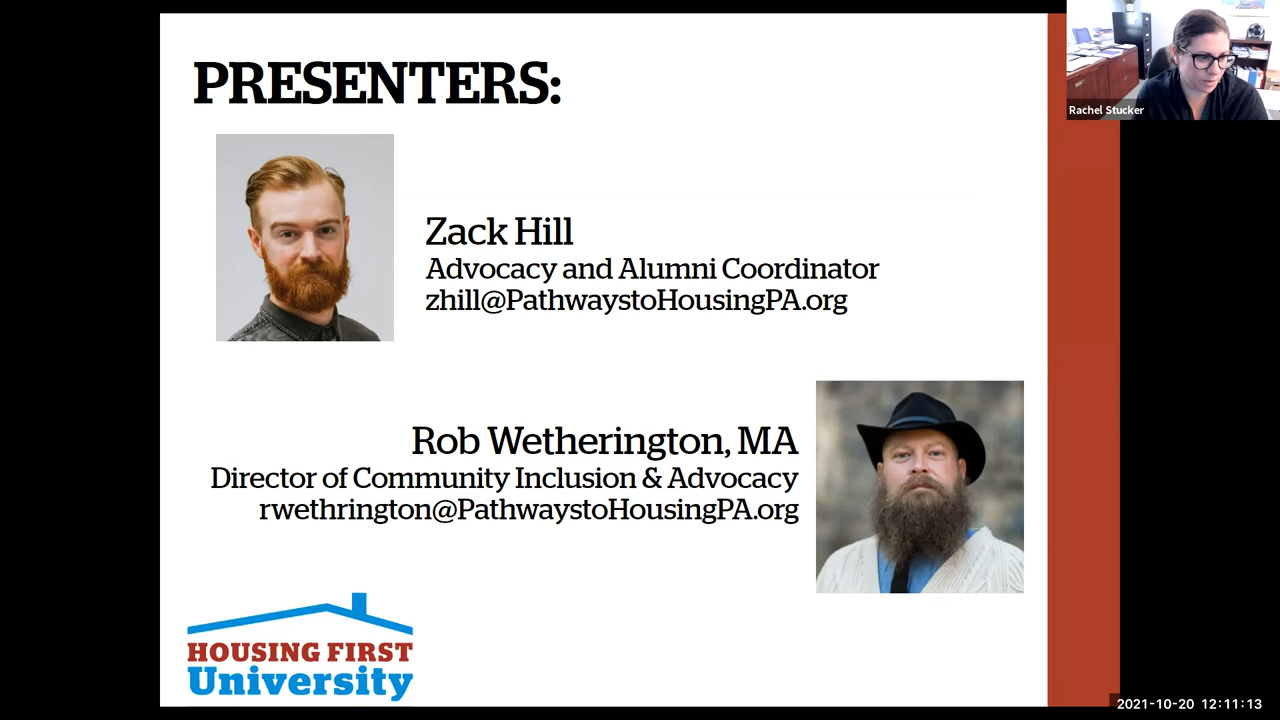 PRESENTERS:
Rachel Stucker
Zack Hill
Advocacy and Alumni Coordinator
zhill@PathwaystoHousingPA.org
Rob Wetherington, MA
Director of Community Inclusion & Advocacy
rwethrington@PathwaystoHousingPA.org
HOUSING FIRST
University
2021-10-20 12:11:13